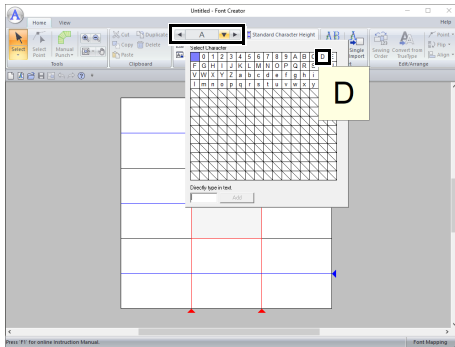 Untitled - Font Creator
Home View Help
Cut Duplicate
Copy Delete
Paste
Select
Select Point
Manual Punch
Tools
Clipboard
A
Standard Character Height
AB
Single Import
Sewing Order
Convert from TrueType
Point
Flip
Align
Edit/Arrange
Select Character
0 1 2 3 4 5 6 7 8 9 A B C D E
F G H I J K L M N O P Q R S
V W X Y Z a b c d e f g h i
l m n o p q r s t u v w x y
D
Directly type in text.
Add
Press 'F1' for online Instruction Manual.
Font Mapping